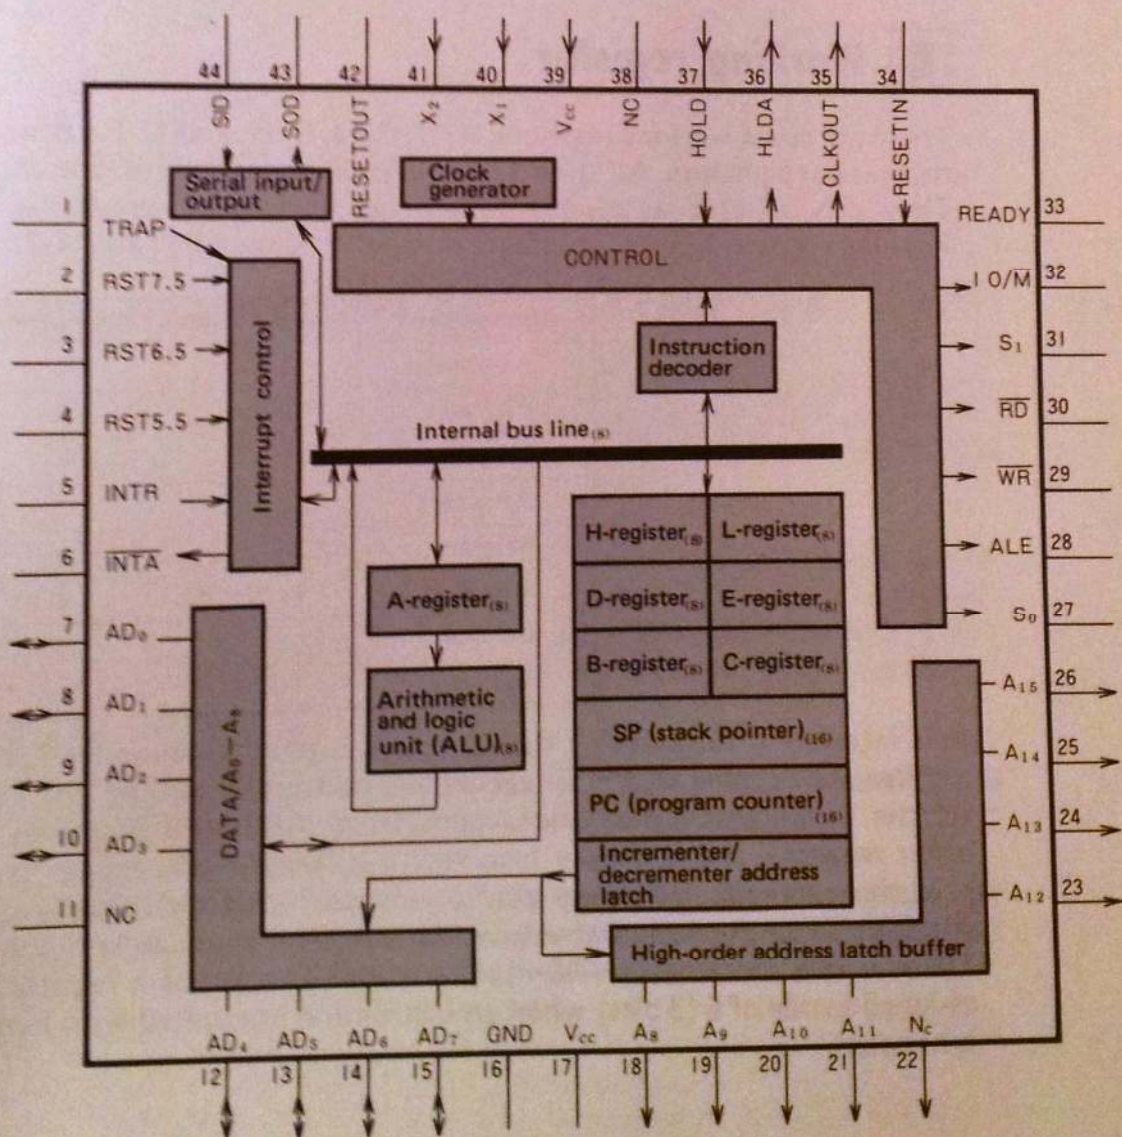 44 43 42 41 40 39 38 37 36 35 34
SID SOD RESETOUT X₂ X₁ Vcc NC HOLD HLDA CLKOUT RESETIN
Serial input/
output
Clock
generator
CONTROL
1 TRAP
2 RST7.5
3 RST6.5
4 RST5.5
5 INTR
6 I̅N̅T̅A̅
7 AD₀
8 AD₁
9 AD₂
10 AD₃
11 NC
Interrupt control
Instruction
decoder
Internal bus line(8)
A-register(8)
Arithmetic
and logic
unit (ALU)(8)
H-register(8) L-register(8)
D-register(8) E-register(8)
B-register(8) C-register(8)
SP (stack pointer)(16)
PC (program counter)(16)
Incrementer/
decrementer address
latch
High-order address latch buffer
READY 33
I O/M̅ 32
S₁ 31
R̅D̅ 30
W̅R̅ 29
ALE 28
S₀ 27
A₁₅ 26
A₁₄ 25
A₁₃ 24
A₁₂ 23
AD₄ AD₅ AD₆ AD₇ GND Vcc A₈ A₉ A₁₀ A₁₁ Nc
12 13 14 15 16 17 18 19 20 21 22